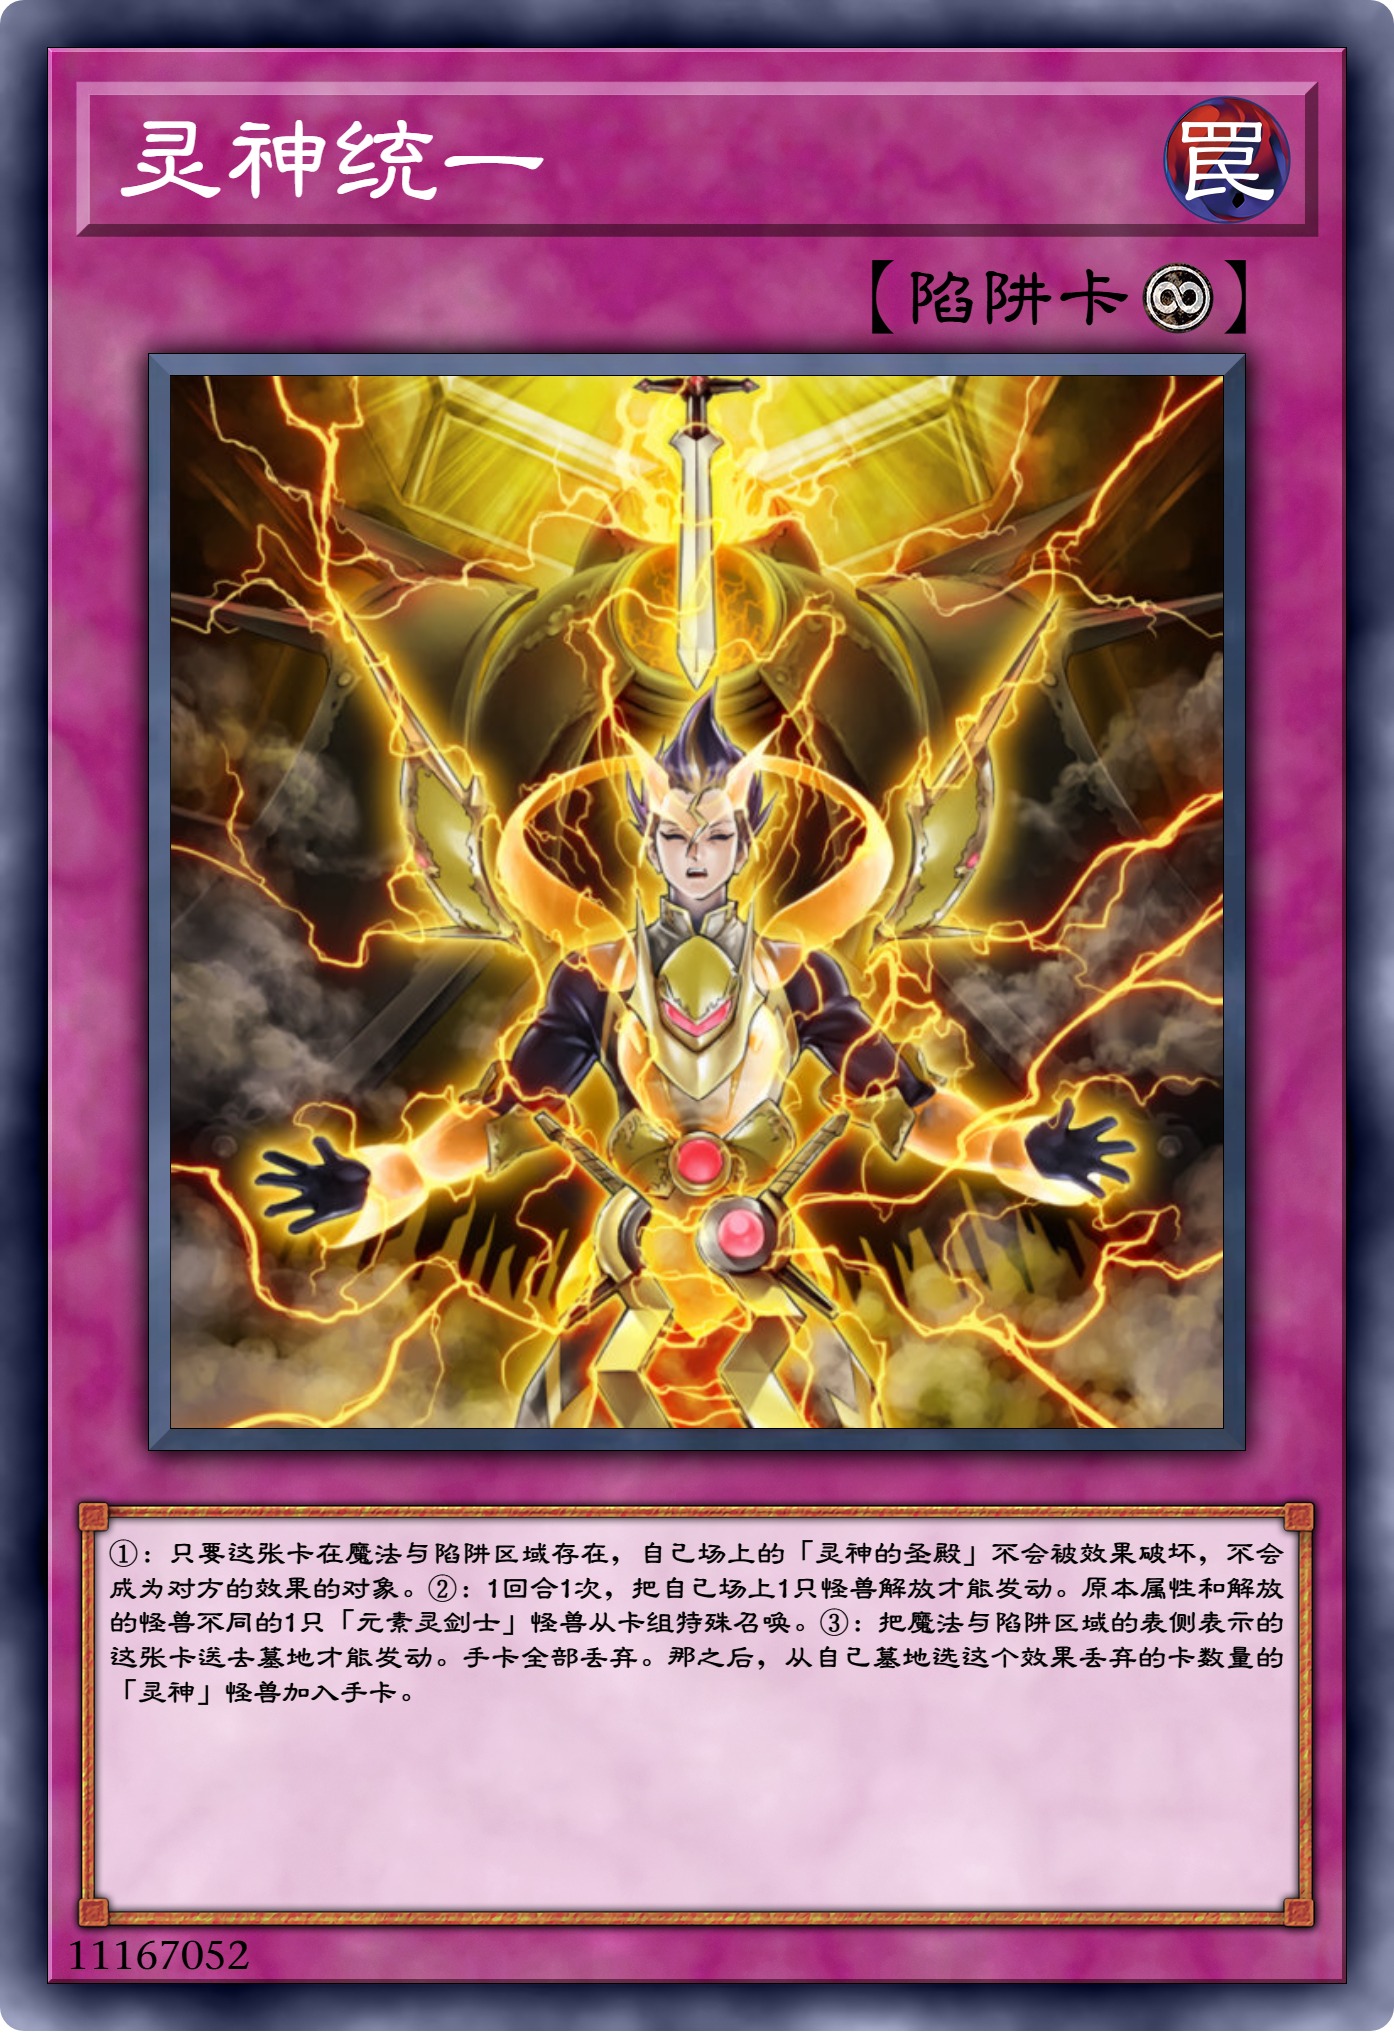 灵神统一
罠
【陷阱卡】
①：只要这张卡在魔法与陷阱区域存在，自己场上的「灵神的圣殿」不会被效果破坏，不会
成为对方的效果的对象。②：1回合1次，把自己场上1只怪兽解放才能发动。原本属性和解放
的怪兽不同的1只「元素灵剑士」怪兽从卡组特殊召唤。③：把魔法与陷阱区域的表侧表示的
这张卡送去墓地才能发动。手卡全部丢弃。那之后，从自己墓地选这个效果丢弃的卡数量的
「灵神」怪兽加入手卡。
11167052